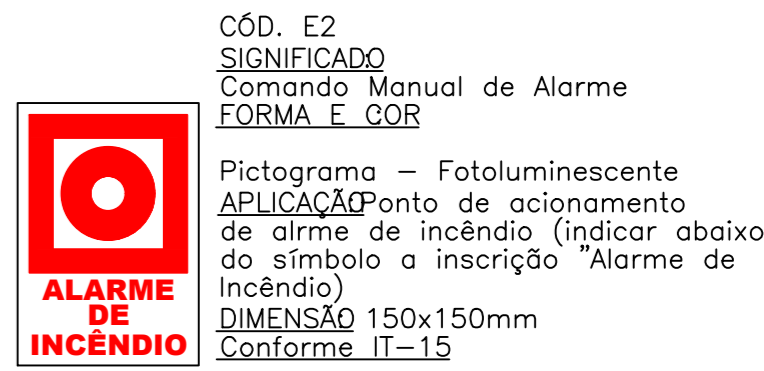 CÓD. E2
SIGNIFICADO:
Comando Manual de Alarme
FORMA E COR:
Pictograma – Fotoluminescente
APLICAÇÃO:Ponto de acionamento
de alrme de incêndio (indicar abaixo
do símbolo a inscrição "Alarme de
Incêndio)
DIMENSÃO: 150x150mm
Conforme IT–15
ALARME
DE
INCÊNDIO